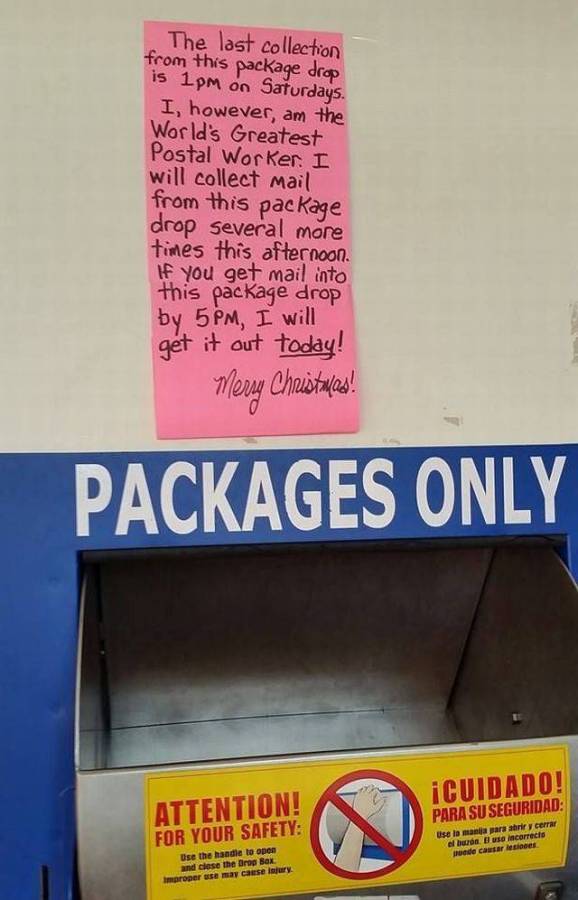 The last collection
from this package drop
is 1PM on Saturdays.
I, however, am the
World's Greatest
Postal Worker. I
will collect mail
from this package
drop several more
times this afternoon.
If you get mail into
this package drop
by 5PM, I will
get it out today!
Merry Christmas!
PACKAGES ONLY
ATTENTION!
FOR YOUR SAFETY:
Use the handle to open
and close the Drop Box.
Improper use may cause injury.
¡CUIDADO!
PARA SU SEGURIDAD:
Use la manija para abrir y cerrar
el buzón. El uso incorrecto
puede causar lesiones.